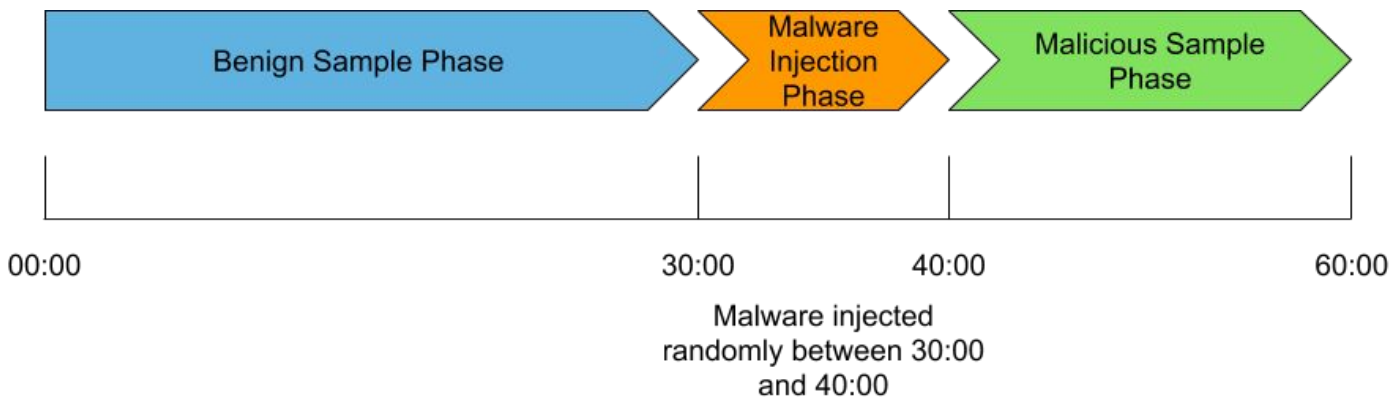 Benign Sample Phase
Malware
Injection
Phase
Malicious Sample
Phase
00:00
30:00
40:00
60:00
Malware injected
randomly between 30:00
and 40:00